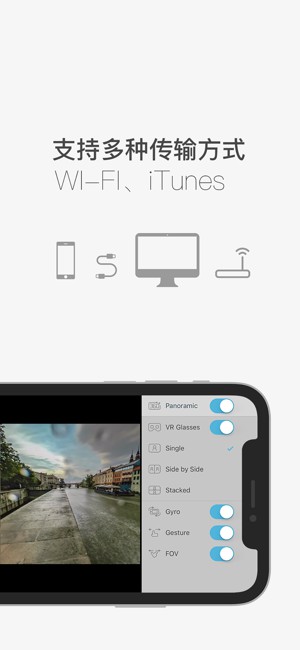 支持多种传输方式
WI-FI、iTunes
Panoramic
VR Glasses
Single
Side by Side
Stacked
Gyro
Gesture
FOV